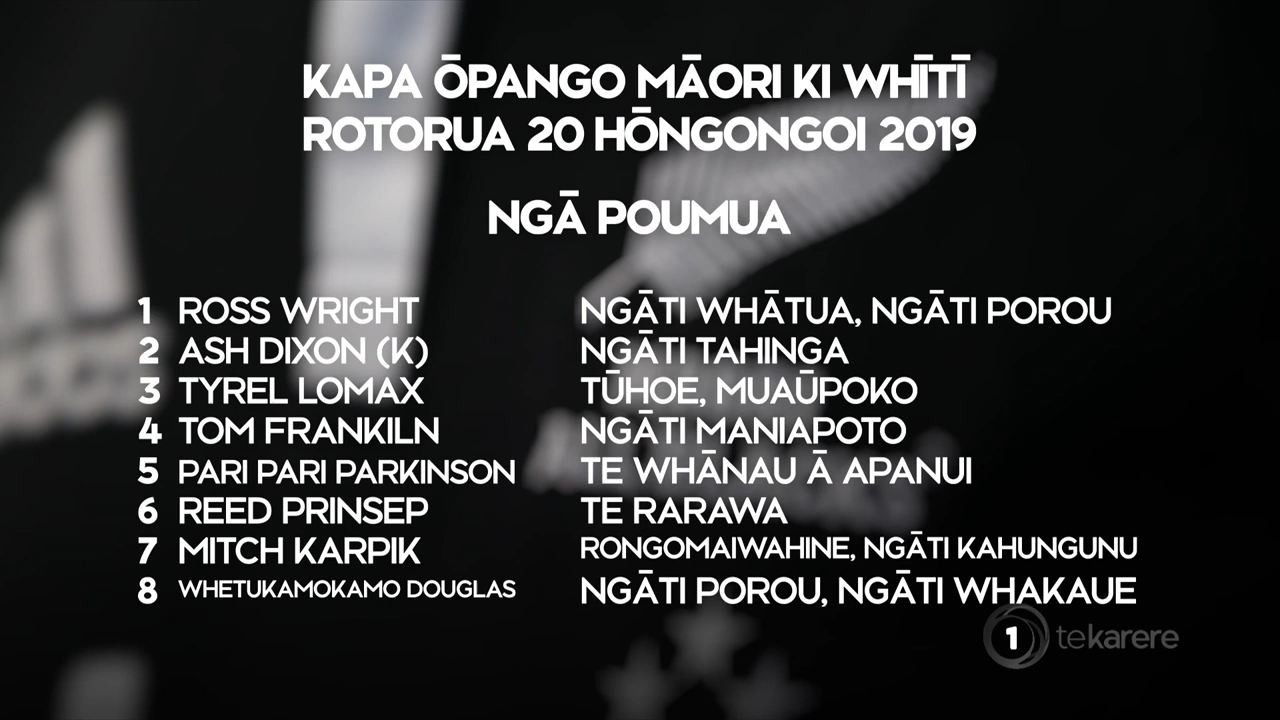 KAPA ŌPANGO MĀORI KI WHĪTĪ
ROTORUA 20 HŌNGONGOI 2019
NGĀ POUMUA
1 ROSS WRIGHT NGĀTI WHĀTUA, NGĀTI POROU
2 ASH DIXON (K) NGĀTI TAHINGA
3 TYREL LOMAX TŪHOE, MUAŪPOKO
4 TOM FRANKILN NGĀTI MANIAPOTO
5 PARI PARI PARKINSON TE WHĀNAU Ā APANUI
6 REED PRINSEP TE RARAWA
7 MITCH KARPIK RONGOMAIWAHINE, NGĀTI KAHUNGUNU
8 WHETUKAMOKAMO DOUGLAS NGĀTI POROU, NGĀTI WHAKAUE
1 tekarere